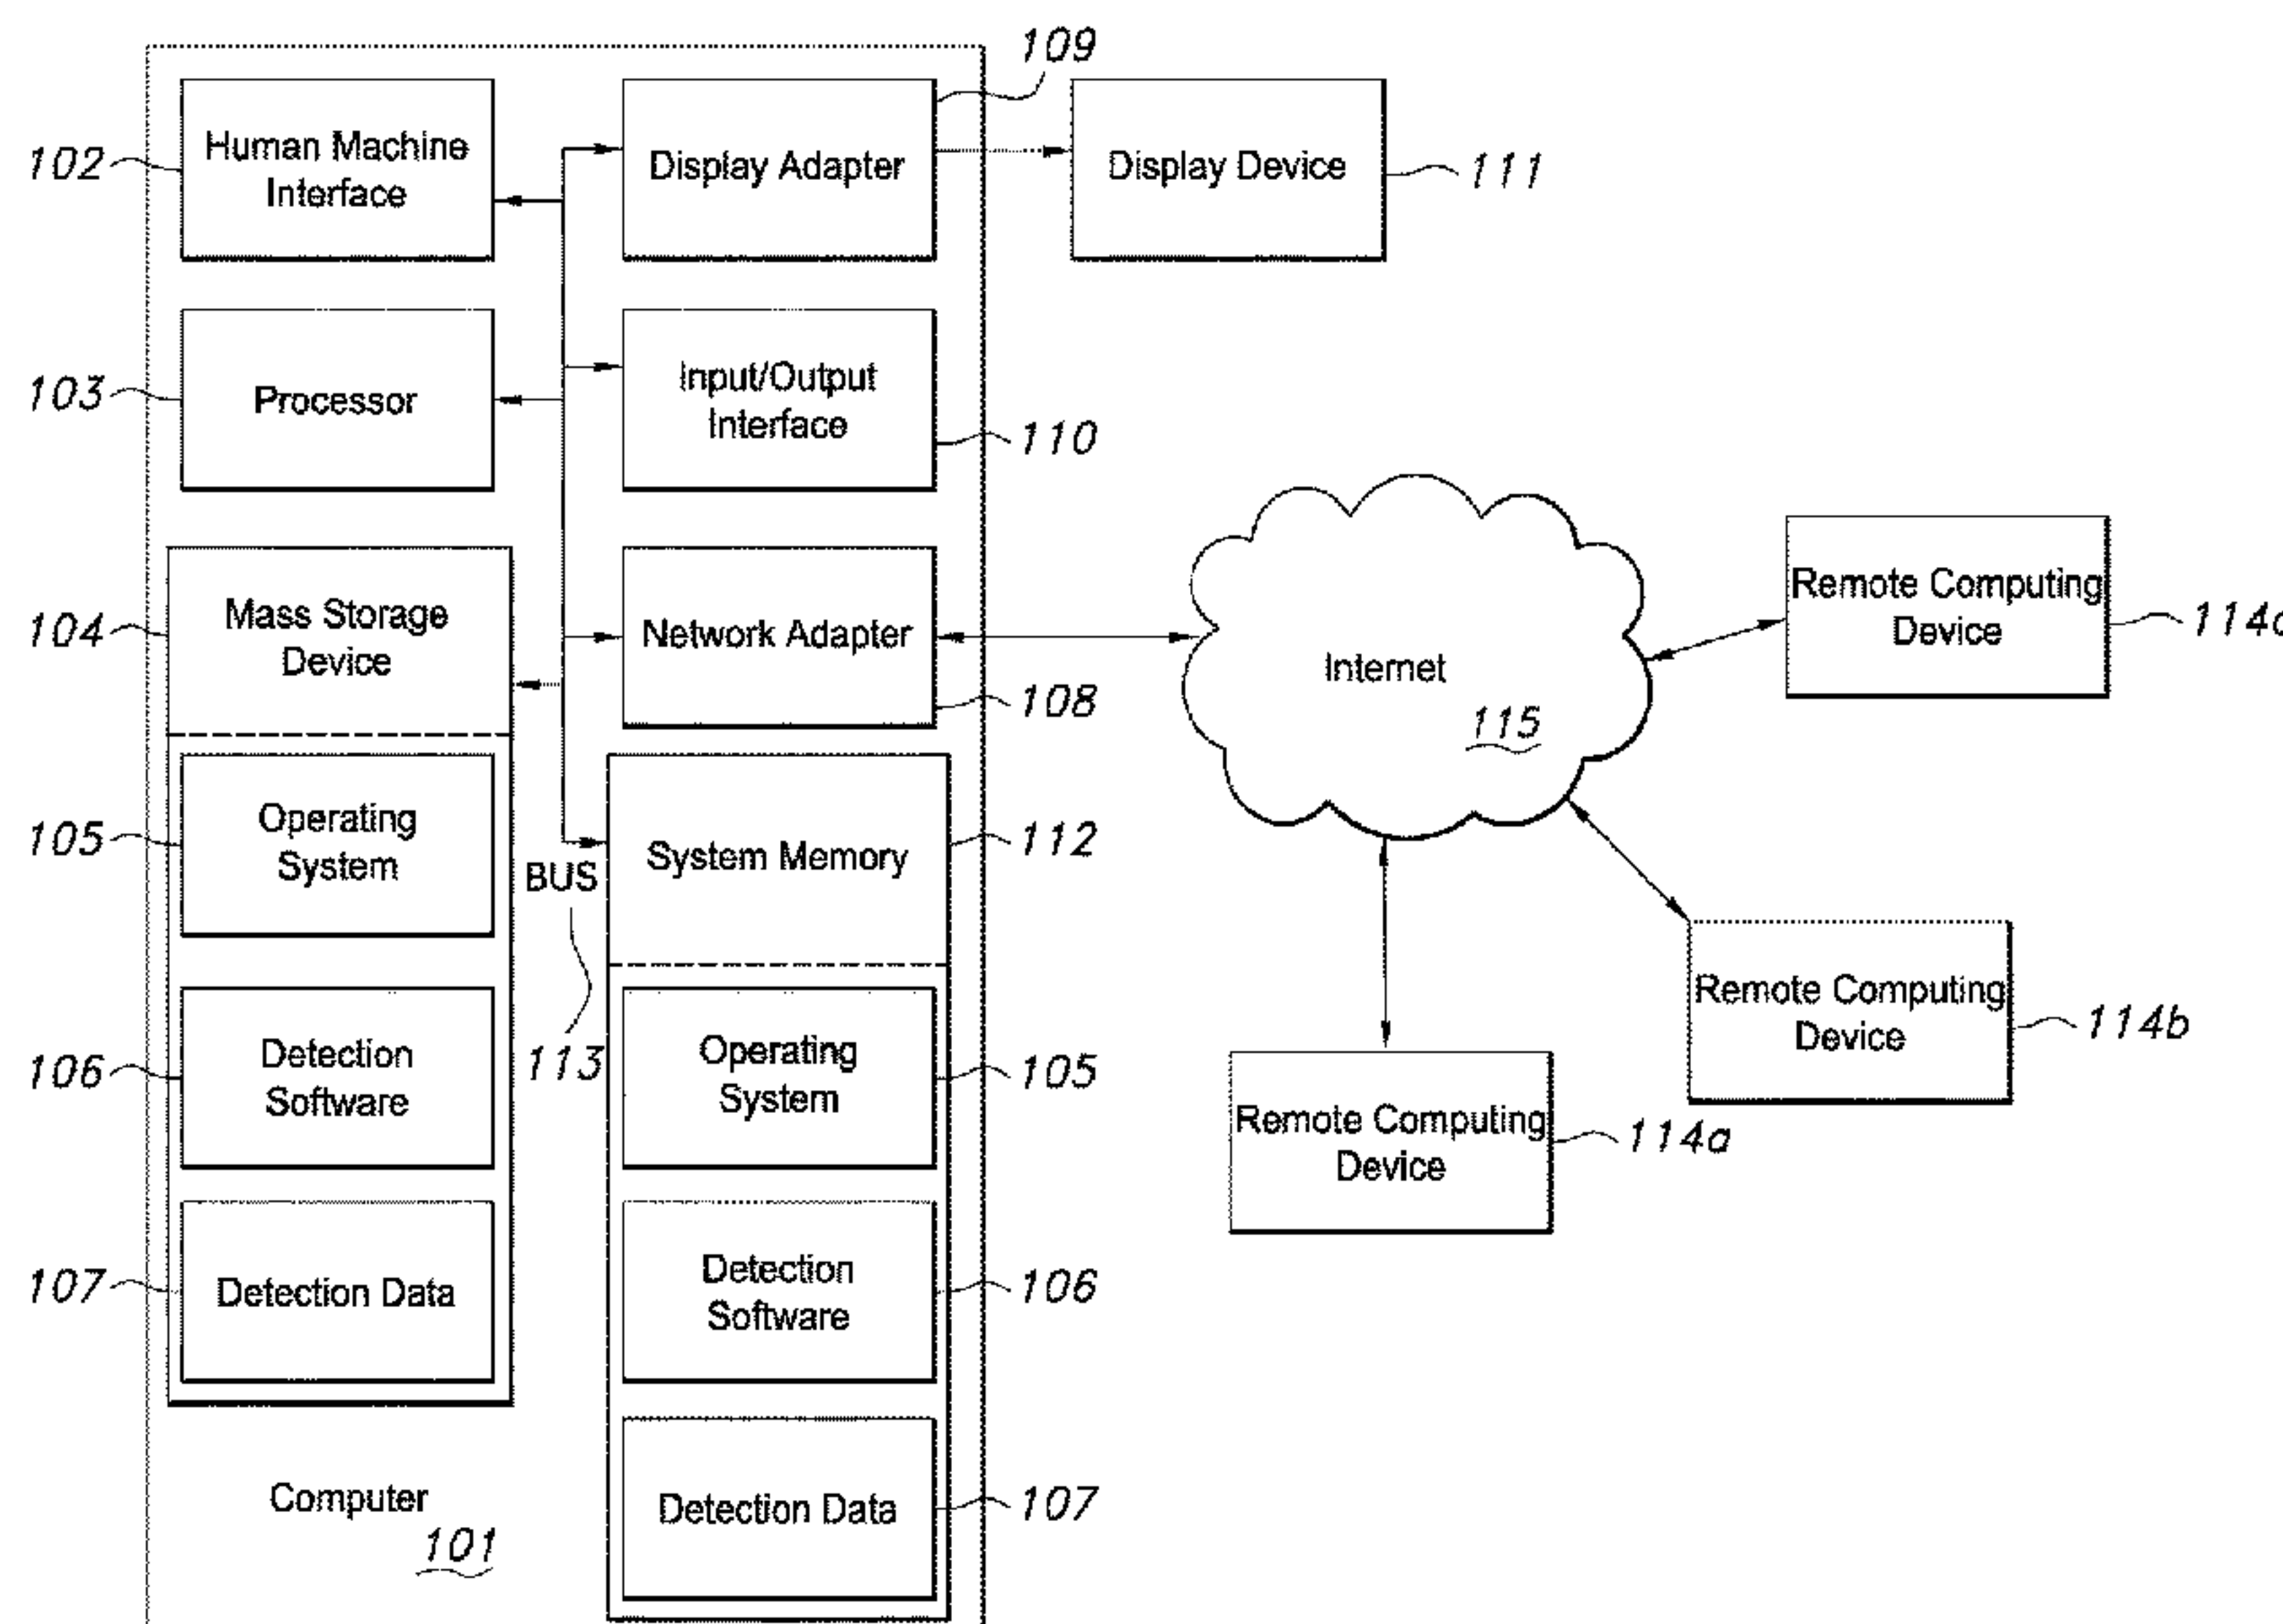 109
102
Human Machine
Interface
Display Adapter
Display Device
111
103
Processor
Input/Output
Interface
110
104
Mass Storage
Device
Network Adapter
108
Internet
115
Remote Computing
Device
105
Operating
System
BUS
113
System Memory
112
Remote Computing
Device
114b
106
Detection
Software
Operating
System
105
Remote Computing
Device
114a
107
Detection Data
Detection
Software
106
Computer
101
Detection Data
107